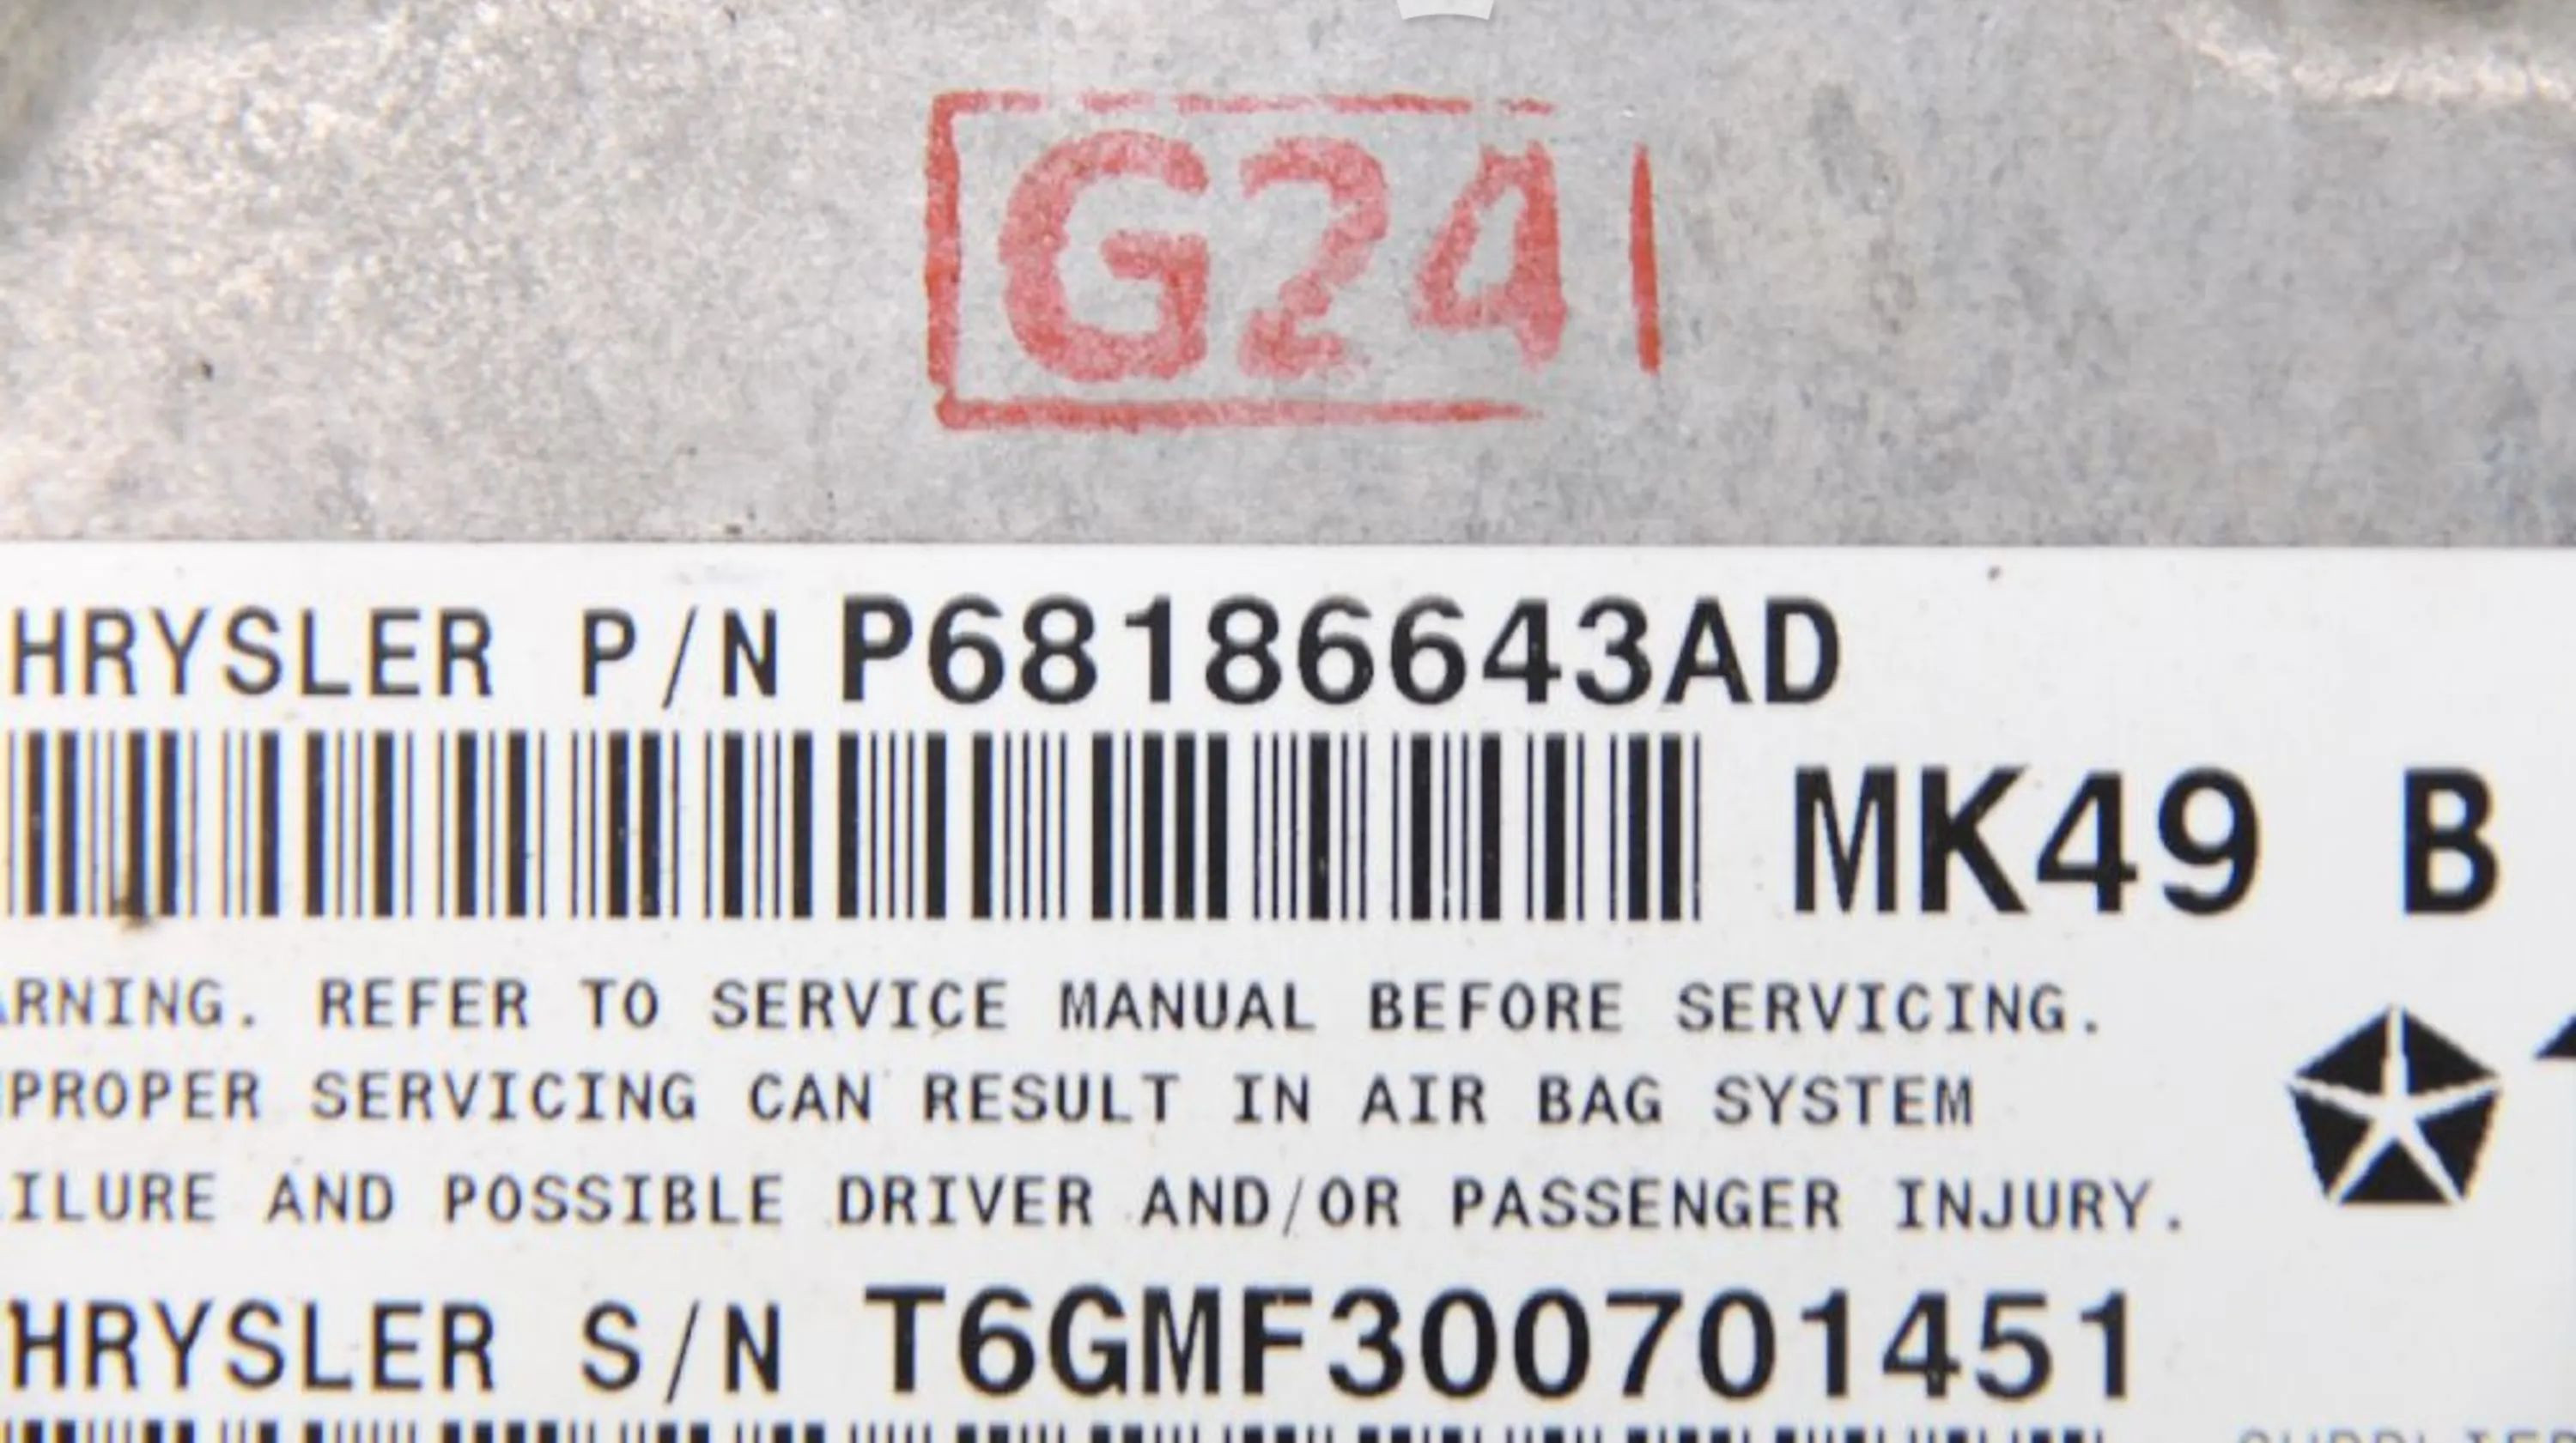 G24
HRYSLER P/N P68186643AD
MK49 B
ARNING. REFER TO SERVICE MANUAL BEFORE SERVICING.
PROPER SERVICING CAN RESULT IN AIR BAG SYSTEM
ILURE AND POSSIBLE DRIVER AND/OR PASSENGER INJURY.
HRYSLER S/N T6GMF300701451